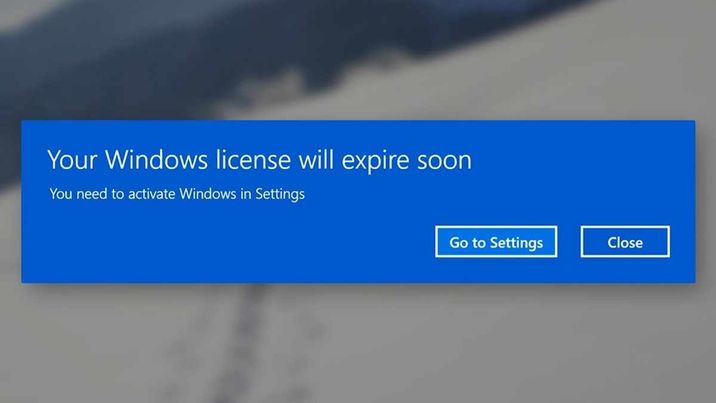 Your Windows license will expire soon
You need to activate Windows in Settings
Go to Settings
Close